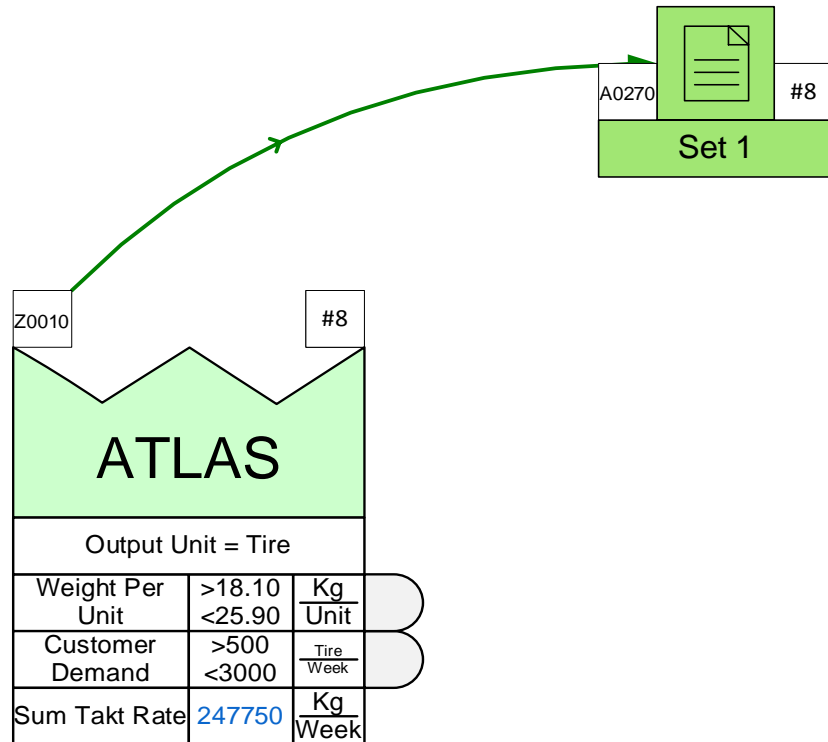 A0270
#8
Set 1
Z0010
#8
ATLAS
Output Unit = Tire
Weight Per
Unit
>18.10
<25.90
Kg
Unit
Customer
Demand
>500
<3000
Tire
Week
Sum Takt Rate
247750
Kg
Week